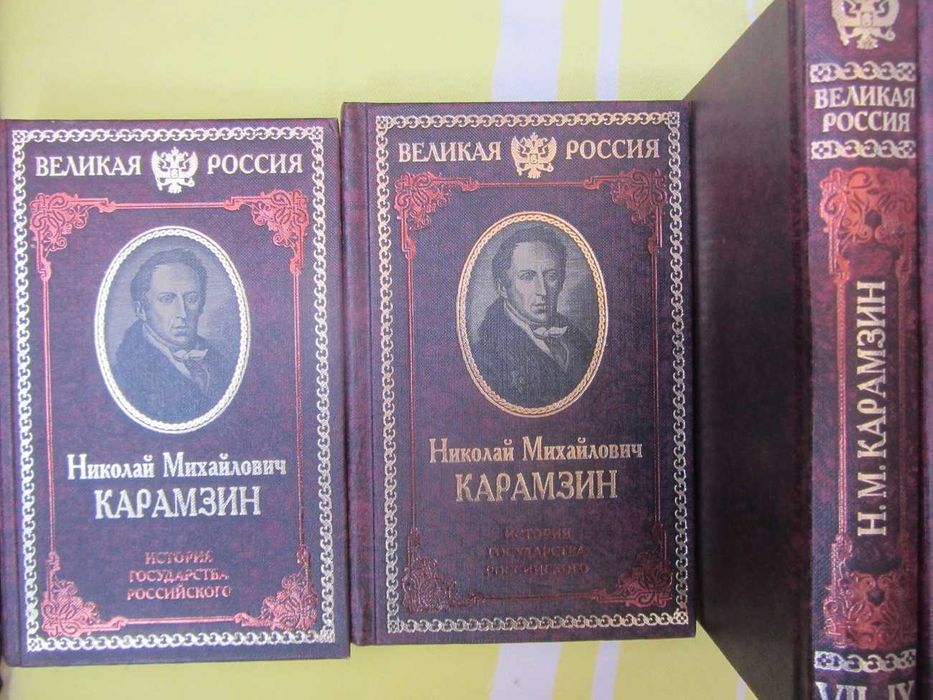 ВЕЛИКАЯ РОССИЯ
Николай Михайлович
КАРАМЗИН
ИСТОРИЯ
ГОСУДАРСТВА
РОССИЙСКОГО
ВЕЛИКАЯ РОССИЯ
Николай Михайлович
КАРАМЗИН
ИСТОРИЯ
ГОСУДАРСТВА
РОССИЙСКОГО
ВЕЛИКАЯ
РОССИЯ
Н. М. КАРАМЗИН